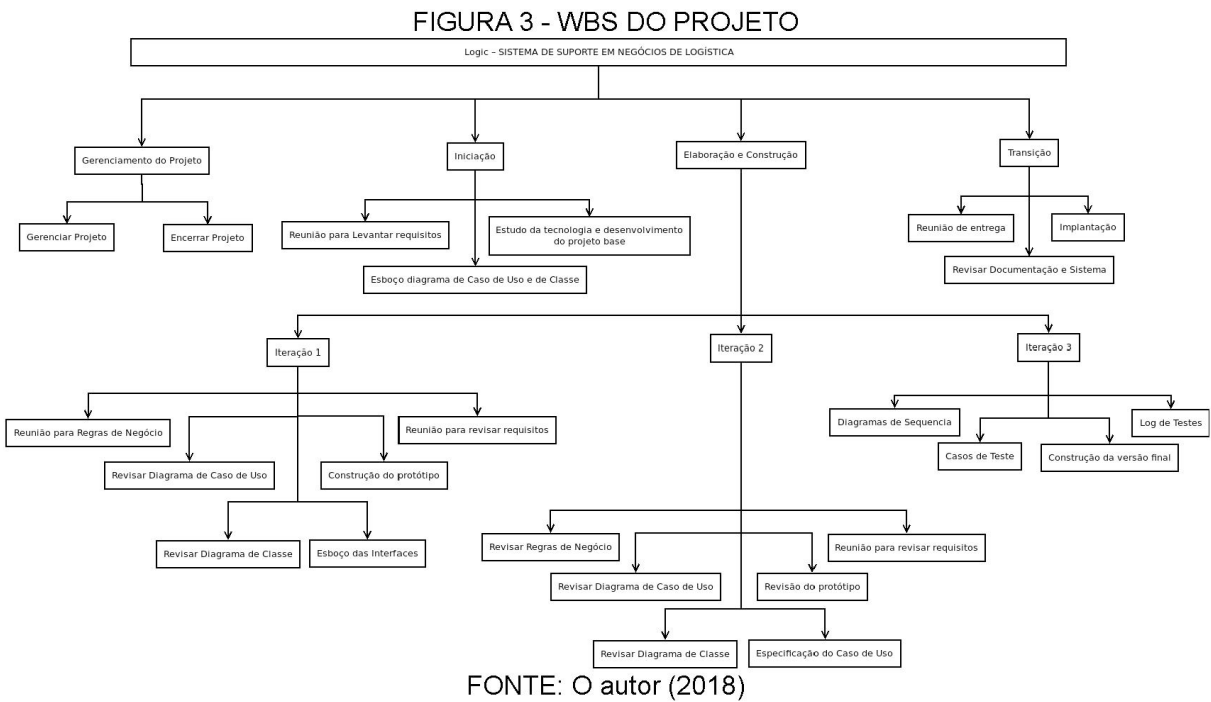 FIGURA 3 - WBS DO PROJETO
Logic – SISTEMA DE SUPORTE EM NEGÓCIOS DE LOGÍSTICA
Gerenciamento do Projeto
Iniciação
Elaboração e Construção
Transição
Gerenciar Projeto
Encerrar Projeto
Reunião para Levantar requisitos
Estudo da tecnologia e desenvolvimento
do projeto base
Esboço diagrama de Caso de Uso e de Classe
Reunião de entrega
Implantação
Revisar Documentação e Sistema
Iteração 1
Iteração 2
Iteração 3
Reunião para Regras de Negócio
Reunião para revisar requisitos
Revisar Diagrama de Caso de Uso
Construção do protótipo
Revisar Diagrama de Classe
Esboço das Interfaces
Diagramas de Sequencia
Log de Testes
Casos de Teste
Construção da versão final
Revisar Regras de Negócio
Reunião para revisar requisitos
Revisar Diagrama de Caso de Uso
Revisão do protótipo
Revisar Diagrama de Classe
Especificação do Caso de Uso
FONTE: O autor (2018)